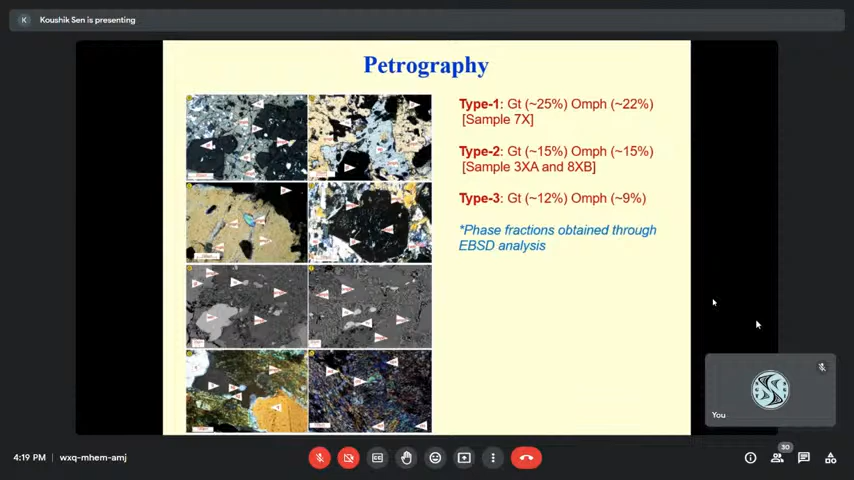 K Koushik Sen is presenting
Petrography
Type-1: Gt (~25%) Omph (~22%)
[Sample 7X]
Type-2: Gt (~15%) Omph (~15%)
[Sample 3XA and 8XB]
Type-3: Gt (~12%) Omph (~9%)
*Phase fractions obtained through
EBSD analysis
You
4:19 PM wxq-mhem-amj
30